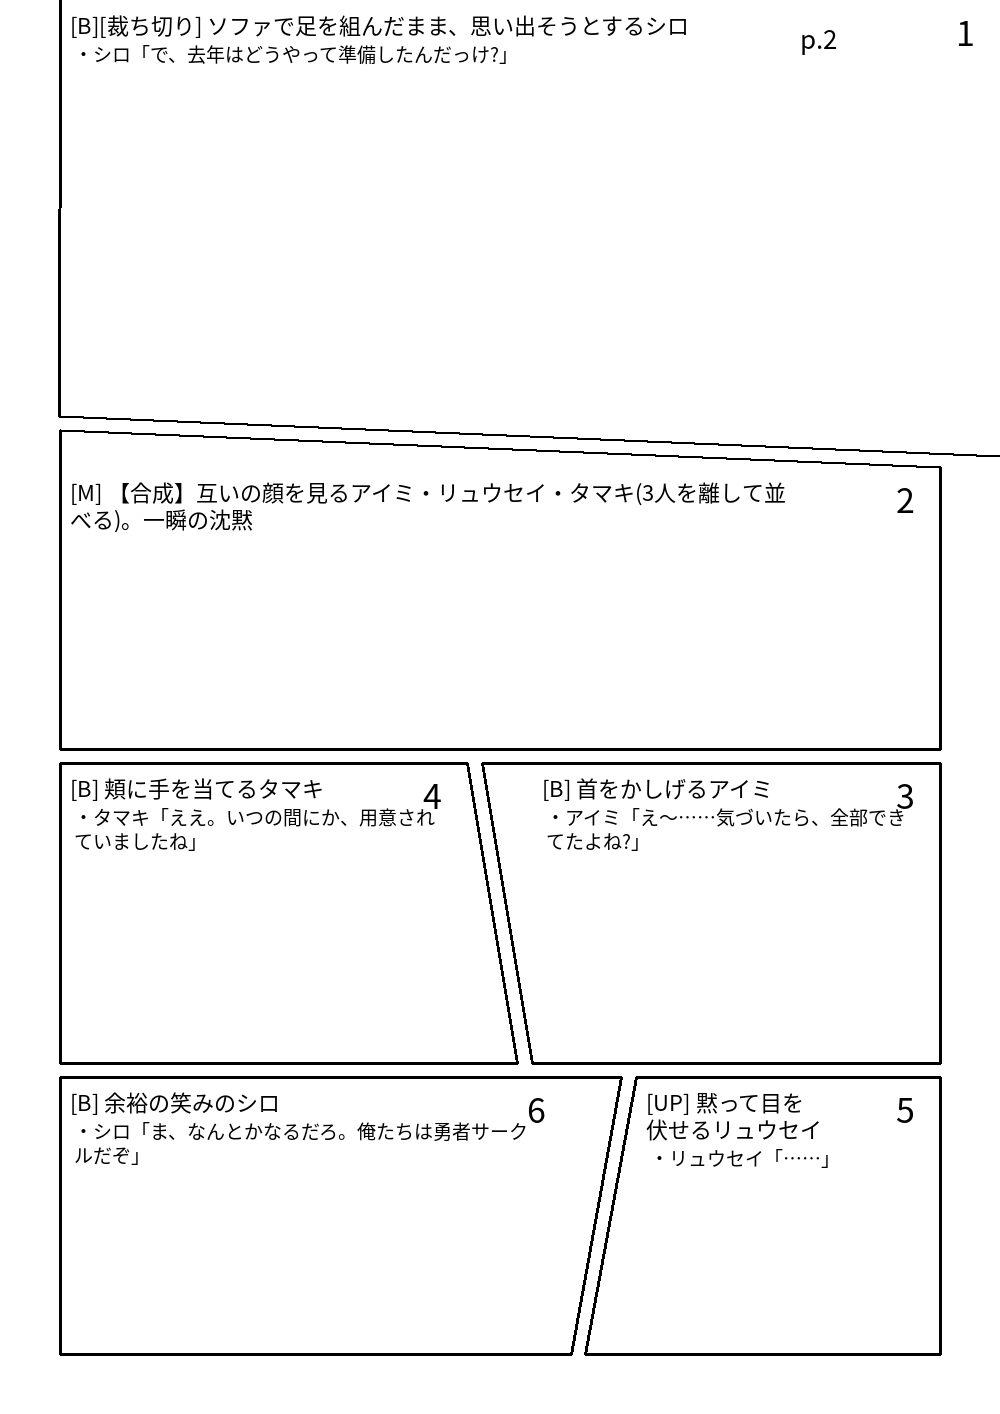 [B][裁ち切り] ソファで足を組んだまま、思い出そうとするシロ
・シロ「で、去年はどうやって準備したんだっけ?」
p.2
1
[M] 【合成】互いの顔を見るアイミ・リュウセイ・タマキ(3人を離して並
べる)。一瞬の沈黙
2
[B] 首をかしげるアイミ
・アイミ「え〜……気づいたら、全部でき
てたよね?」
3
[B] 頬に手を当てるタマキ
・タマキ「ええ。いつの間にか、用意され
ていましたね」
4
[UP] 黙って目を
伏せるリュウセイ
・リュウセイ「……」
5
[B] 余裕の笑みのシロ
・シロ「ま、なんとかなるだろ。俺たちは勇者サーク
ルだぞ」
6